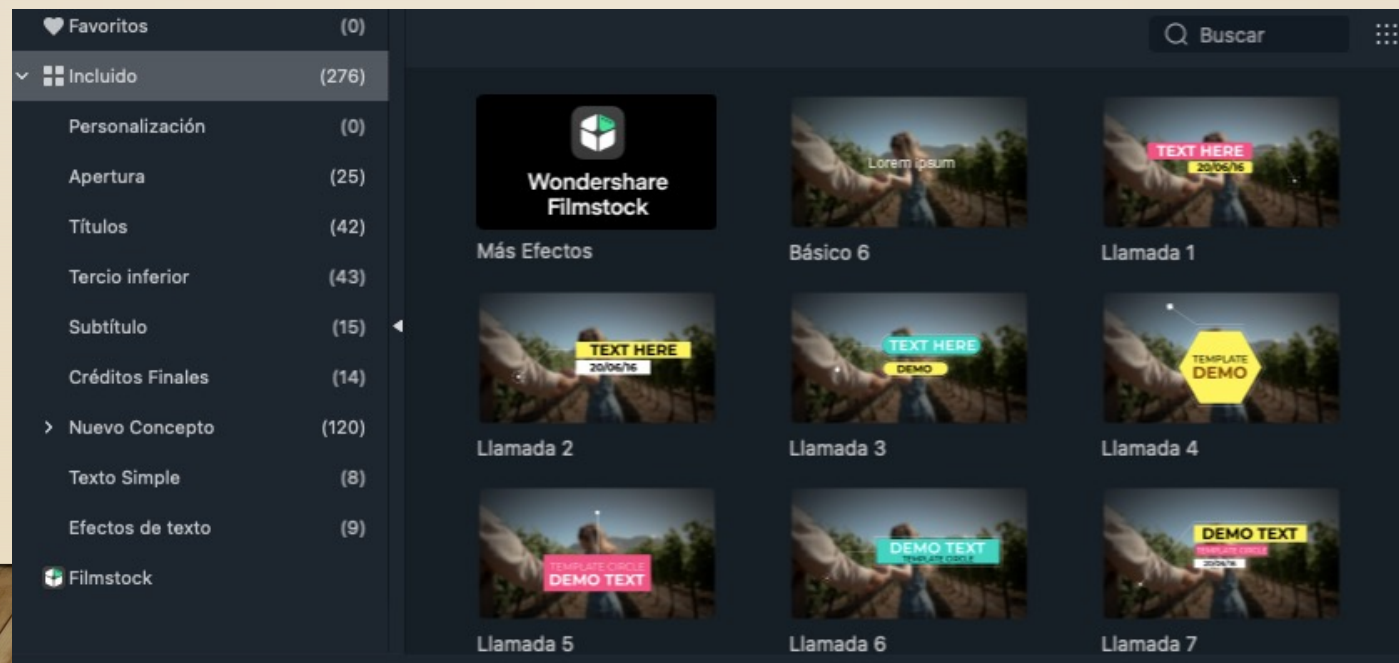 Favoritos (0)
Incluido (276)
Personalización (0)
Apertura (25)
Títulos (42)
Tercio inferior (43)
Subtítulo (15)
Créditos Finales (14)
Nuevo Concepto (120)
Texto Simple (8)
Efectos de texto (9)
Filmstock
Buscar
Wondershare
Filmstock
Más Efectos
Lorem ipsum
Básico 6
TEXT HERE
20/06/16
Llamada 1
TEXT HERE
20/06/16
Llamada 2
TEXT HERE
DEMO
Llamada 3
TEMPLATE
DEMO
Llamada 4
TEMPLATE CIRCLE
DEMO TEXT
Llamada 5
DEMO TEXT
TEMPLATE CIRCLE
Llamada 6
DEMO TEXT
TEMPLATE CIRCLE
20/06/16
Llamada 7